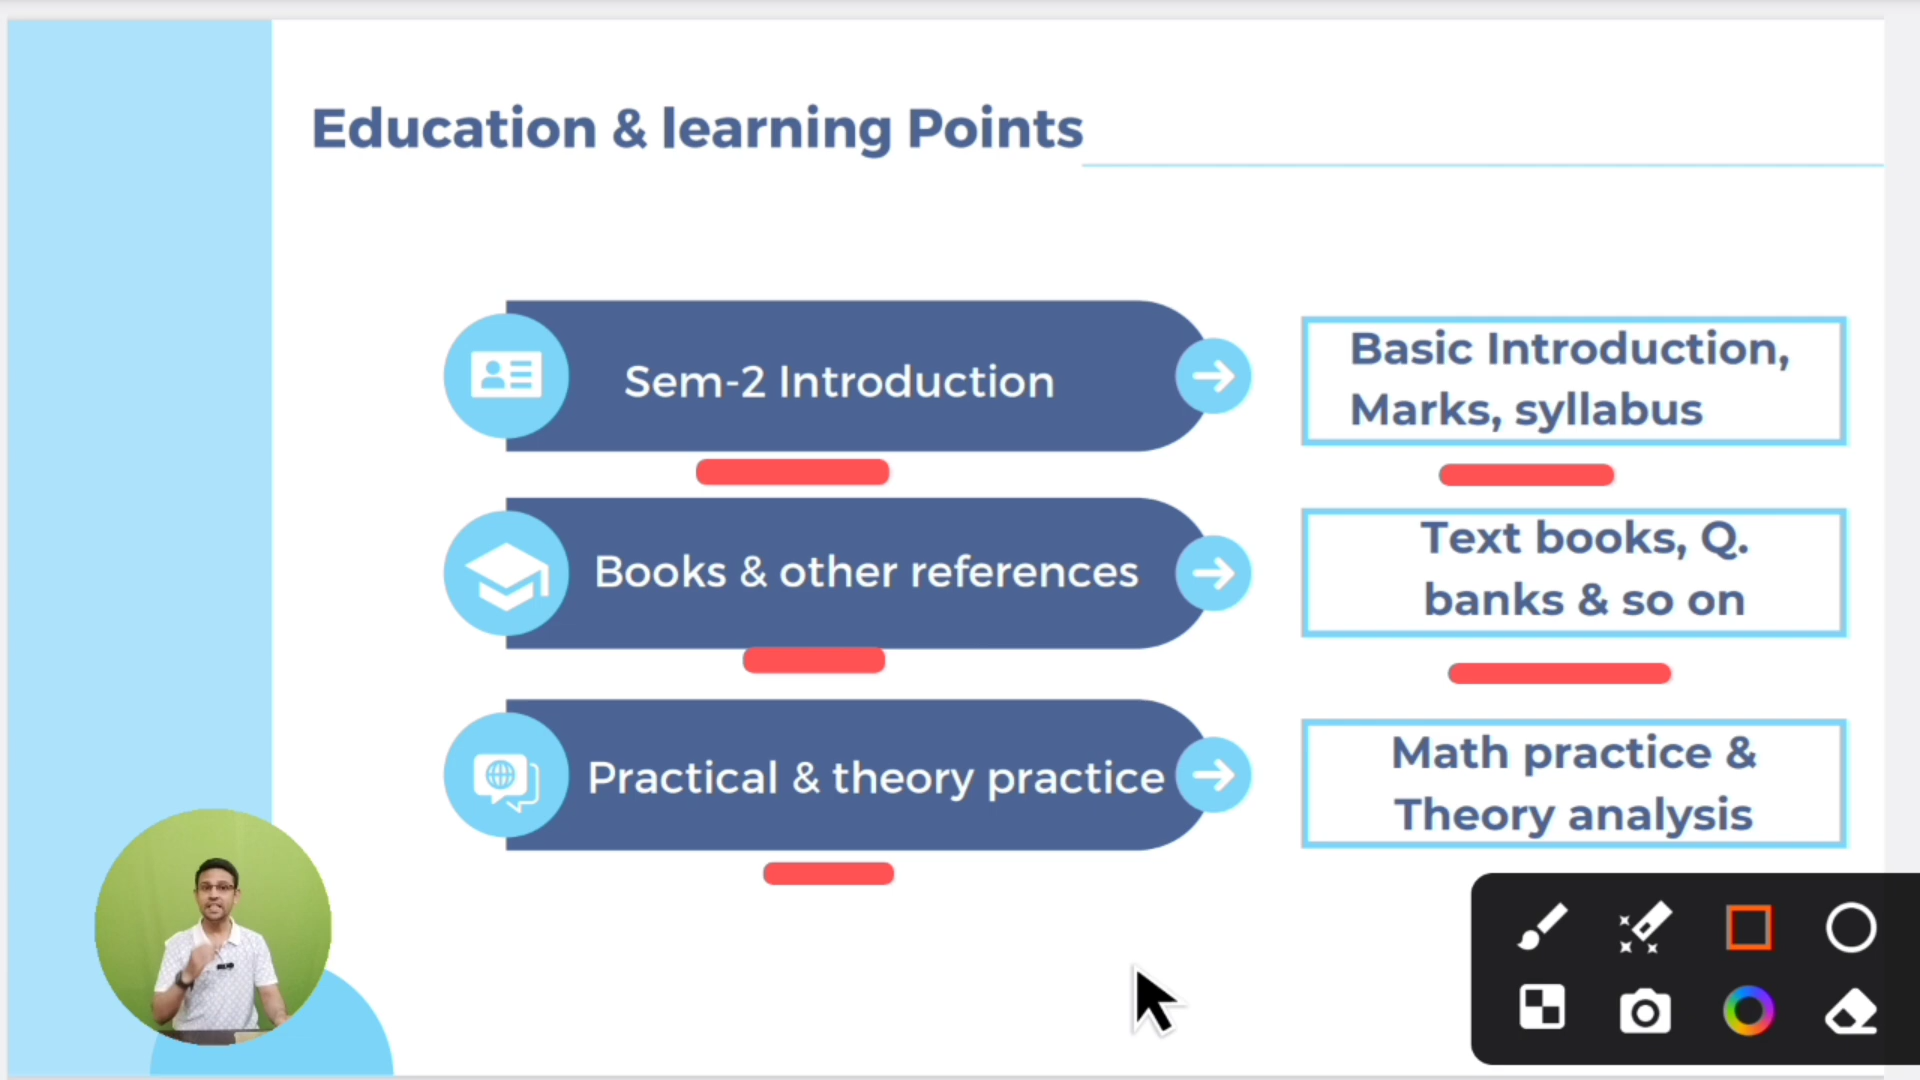 Education & learning Points
Sem-2 Introduction
Basic Introduction,
Marks, syllabus
Books & other references
Text books, Q.
banks & so on
Practical & theory practice
Math practice &
Theory analysis